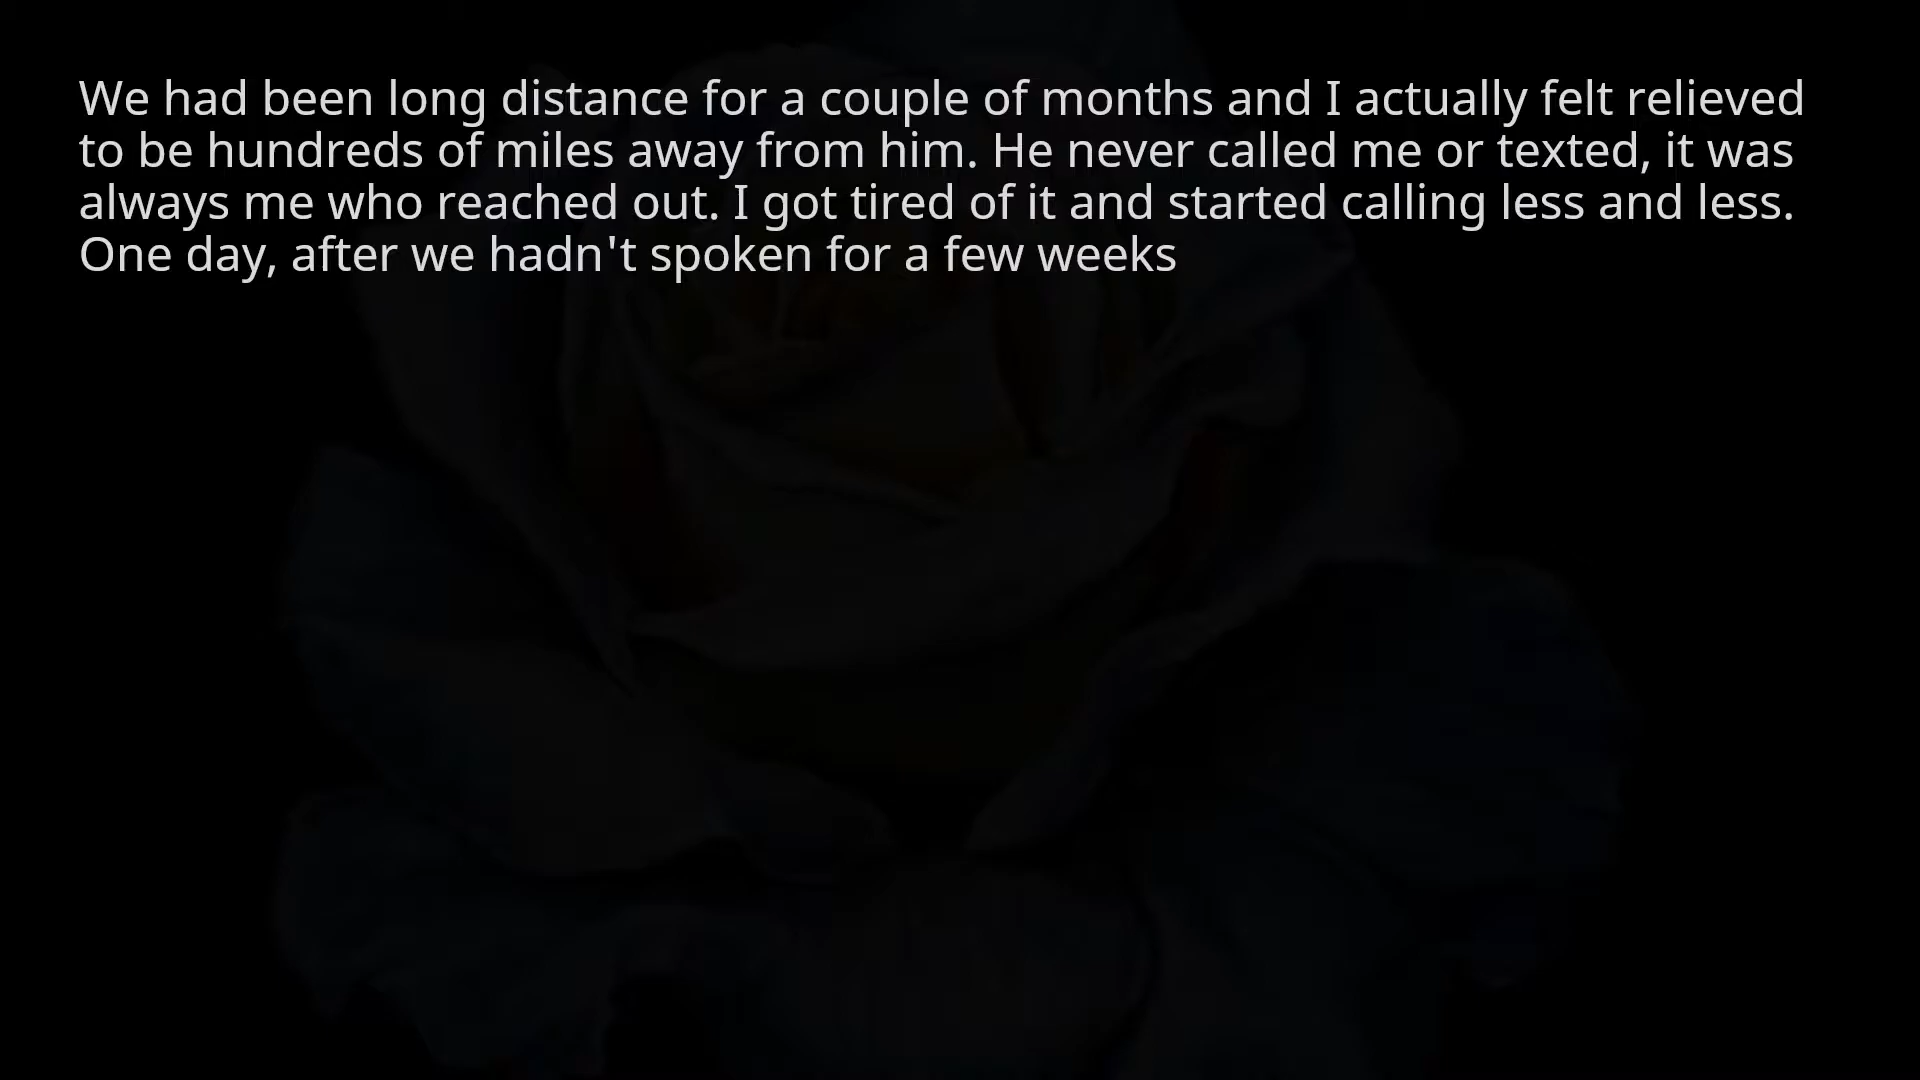 We had been long distance for a couple of months and I actually felt relieved
to be hundreds of miles away from him. He never called me or texted, it was
always me who reached out. I got tired of it and started calling less and less.
One day, after we hadn't spoken for a few weeks